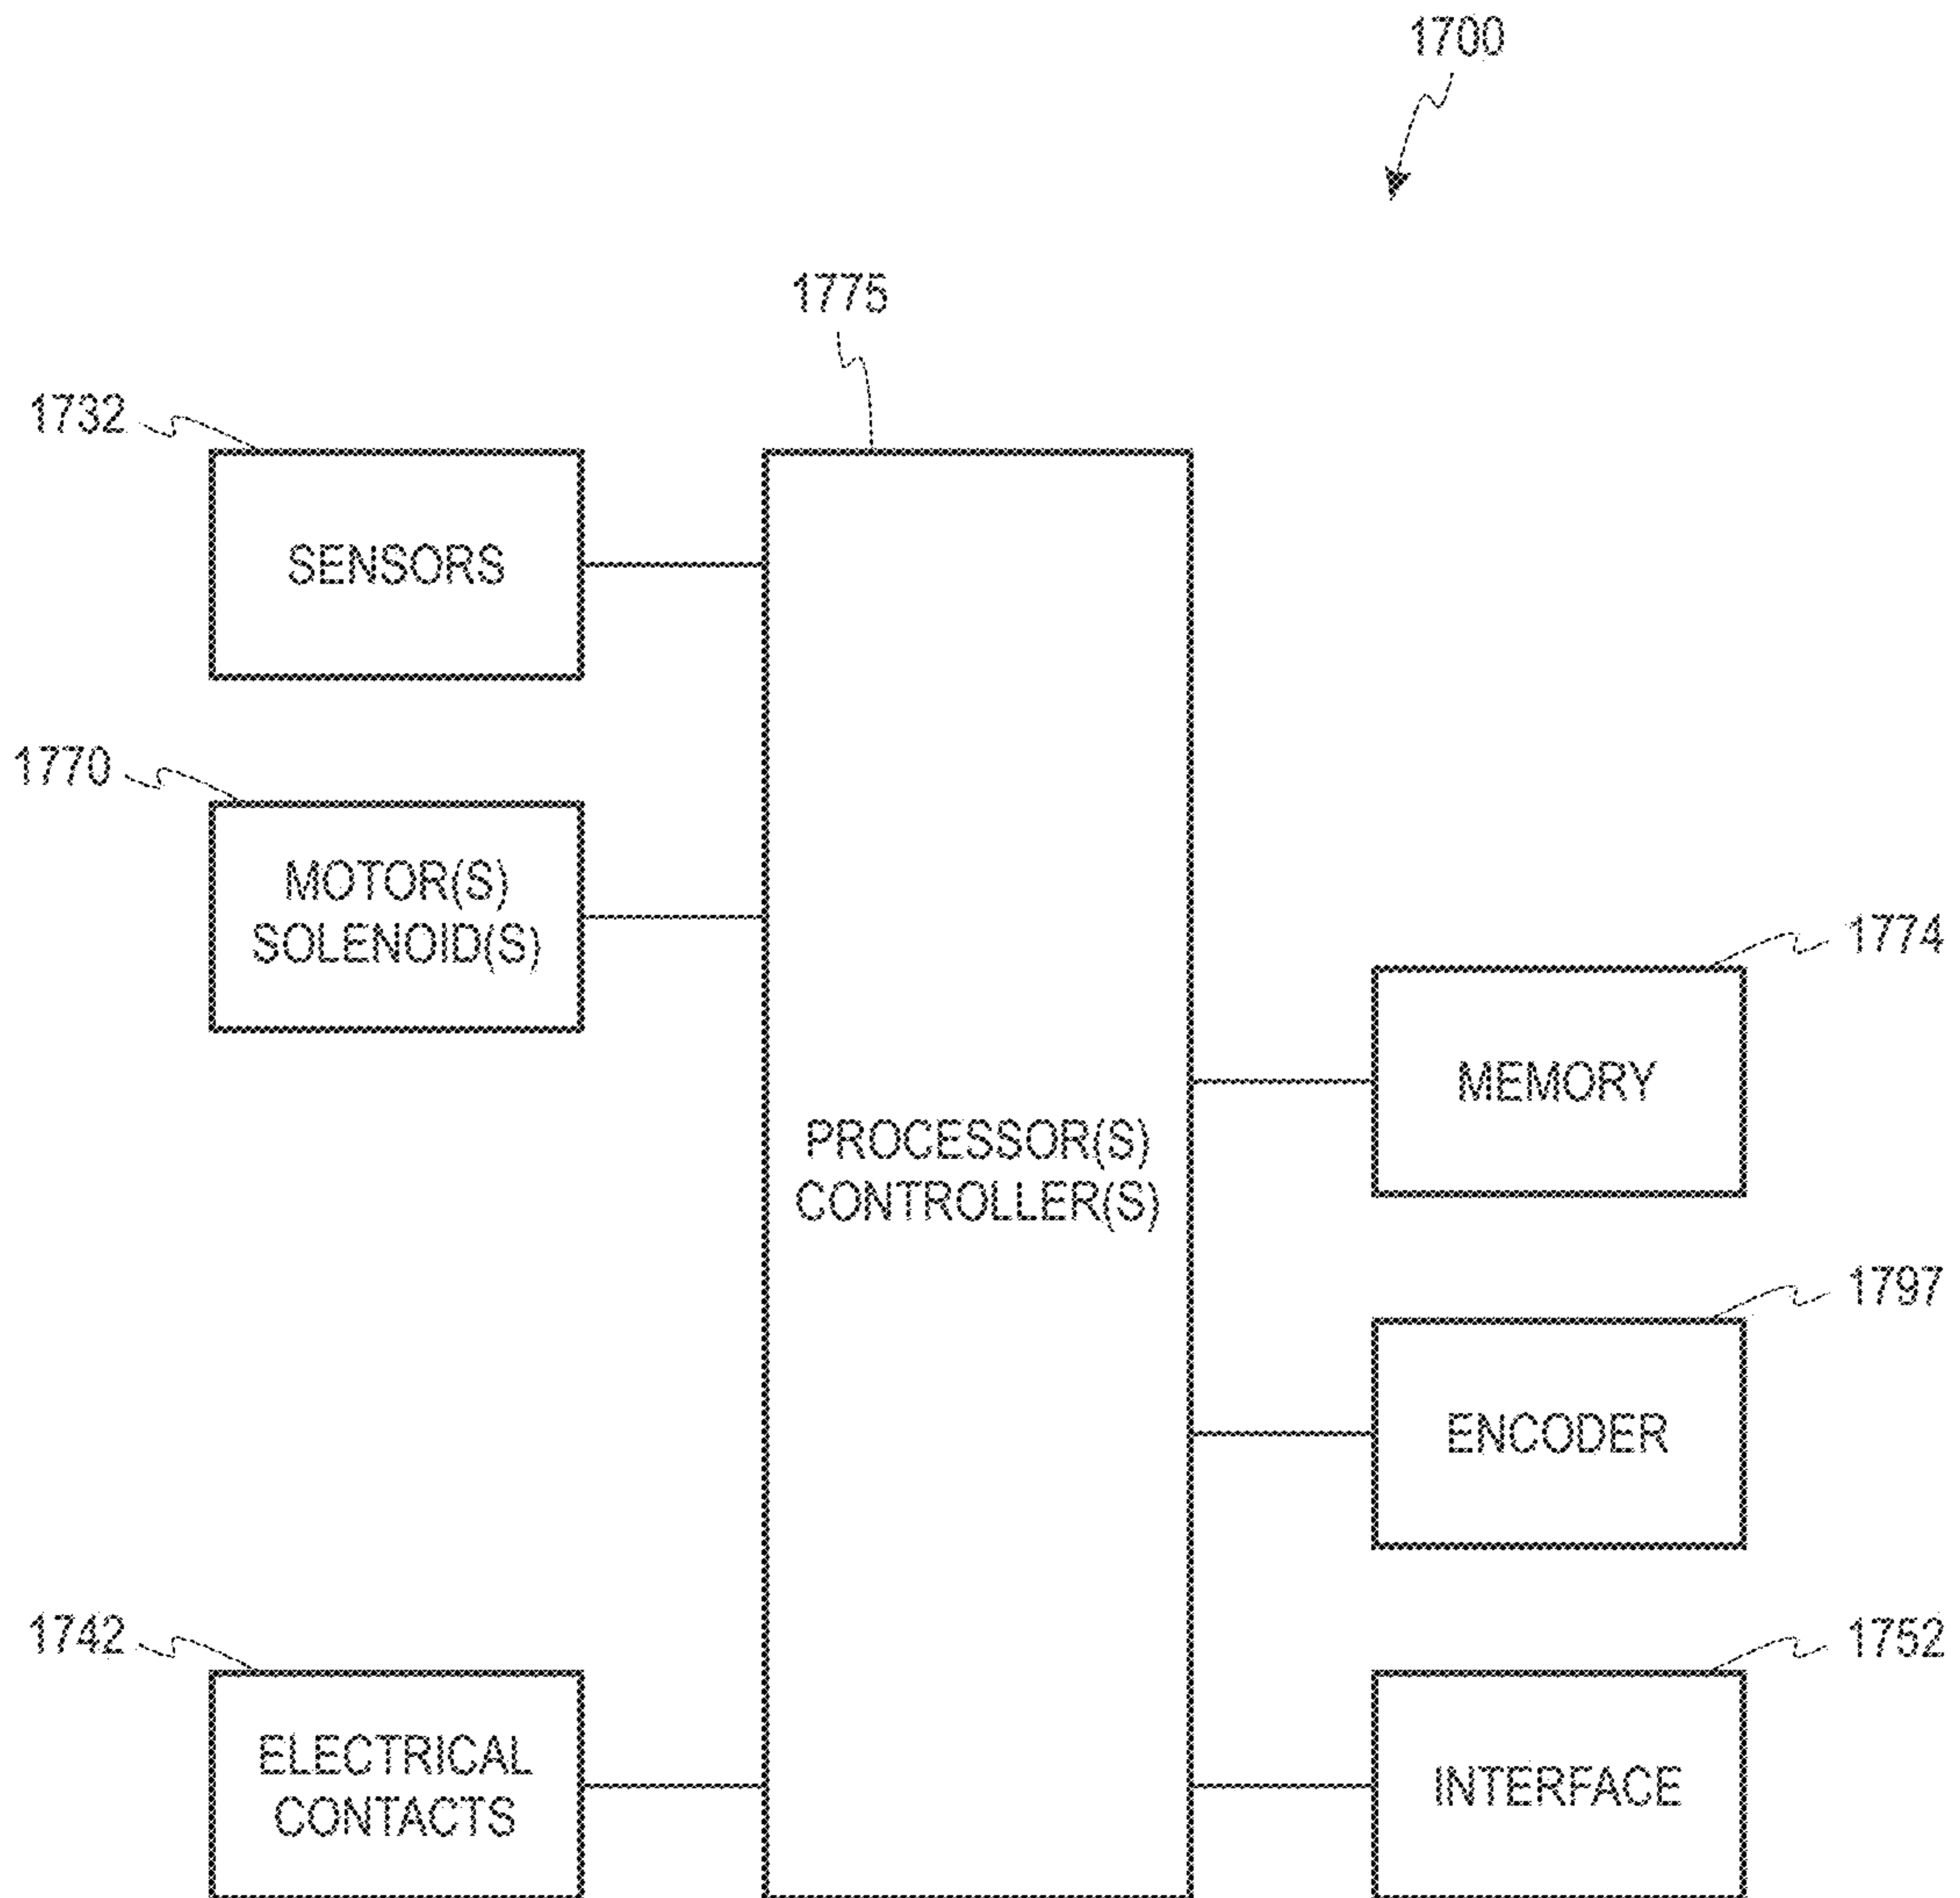 1700
1775
1732
SENSORS
1770
MOTOR(S)
SOLENOID(S)
1774
MEMORY
PROCESSOR(S)
CONTROLLER(S)
1797
ENCODER
1742
ELECTRICAL
CONTACTS
1752
INTERFACE